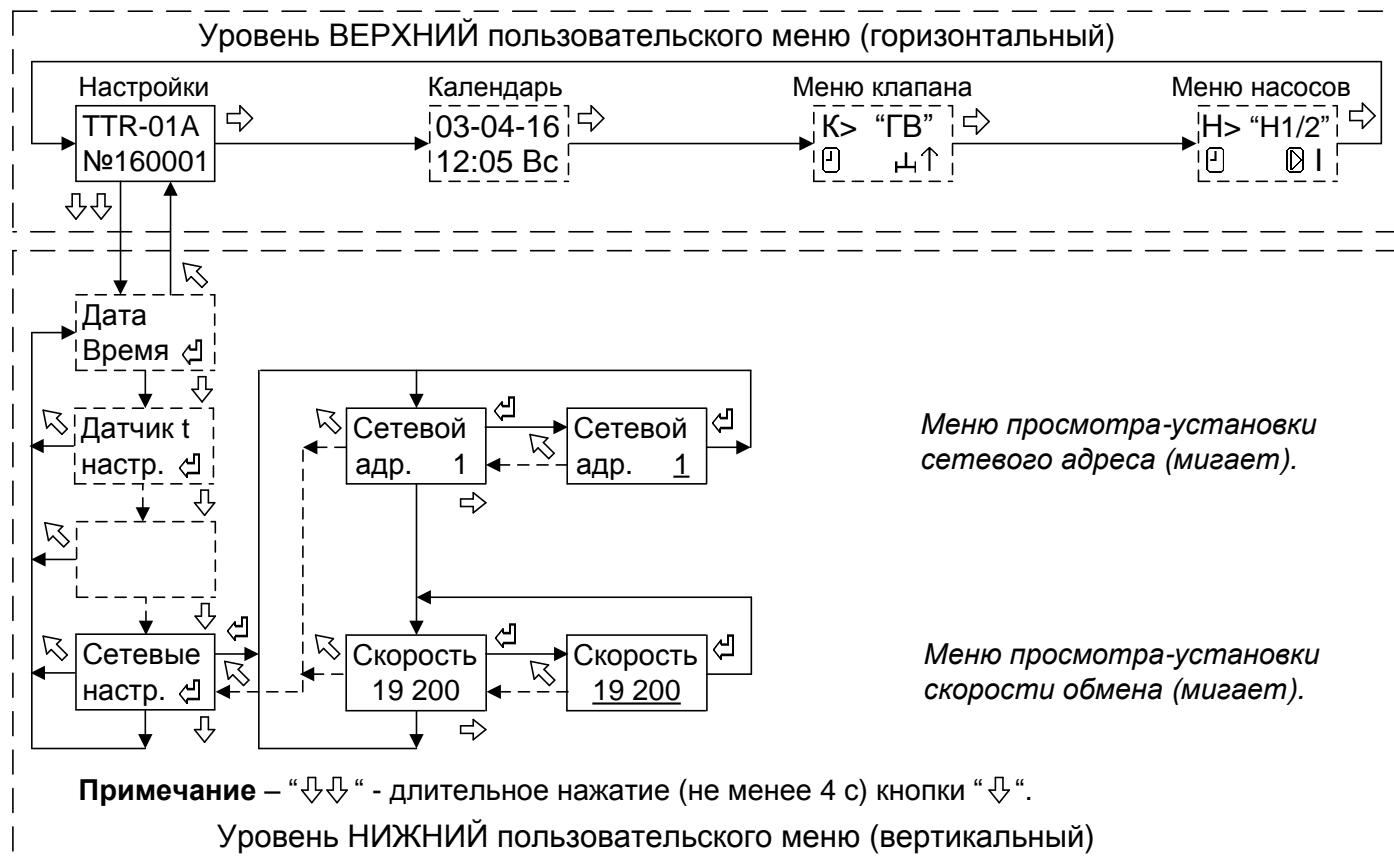 Уровень ВЕРХНИЙ пользовательского меню (горизонтальный)
Настройки
TTR-01A
№160001
Календарь
03-04-16
12:05 Вс
Меню клапана
К> “ГВ”
Меню насосов
Н> “Н1/2”
I
Дата
Время
Датчик t
настр.
Сетевые
настр.
Сетевой
адр. 1
Сетевой
адр. 1
Меню просмотра-установки
сетевого адреса (мигает).
Скорость
19 200
Скорость
19 200
Меню просмотра-установки
скорости обмена (мигает).
Примечание – “⇩⇩“ - длительное нажатие (не менее 4 с) кнопки “⇩“.
Уровень НИЖНИЙ пользовательского меню (вертикальный)